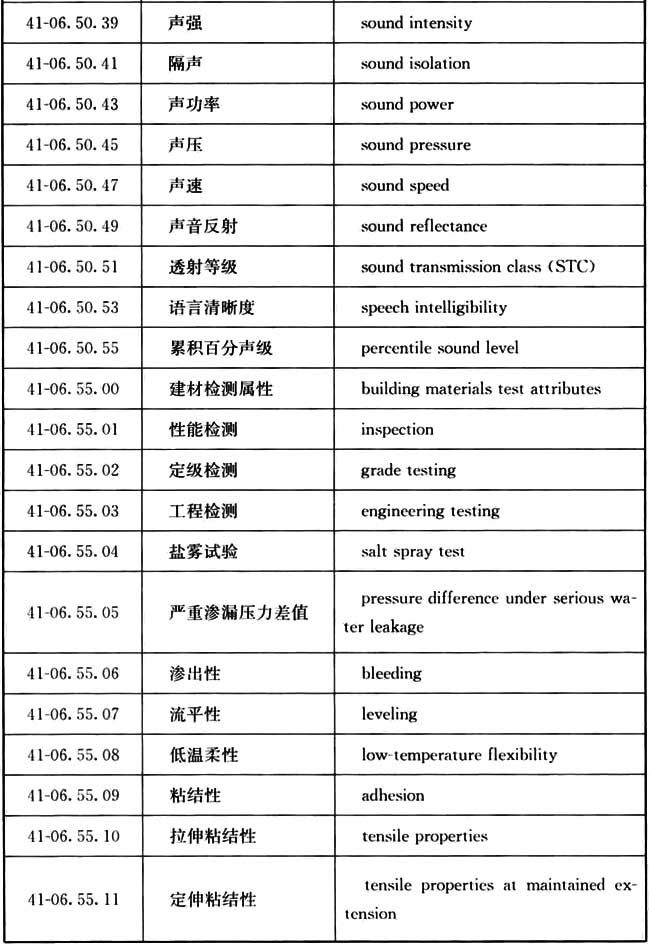 41-06.50.39 声强 sound intensity
41-06.50.41 隔声 sound isolation
41-06.50.43 声功率 sound power
41-06.50.45 声压 sound pressure
41-06.50.47 声速 sound speed
41-06.50.49 声音反射 sound reflectance
41-06.50.51 透射等级 sound transmission class (STC)
41-06.50.53 语言清晰度 speech intelligibility
41-06.50.55 累积百分声级 percentile sound level
41-06.55.00 建材检测属性 building materials test attributes
41-06.55.01 性能检测 inspection
41-06.55.02 定级检测 grade testing
41-06.55.03 工程检测 engineering testing
41-06.55.04 盐雾试验 salt spray test
41-06.55.05 严重渗漏压力差值 pressure difference under serious wa-
ter leakage
41-06.55.06 渗出性 bleeding
41-06.55.07 流平性 leveling
41-06.55.08 低温柔性 low-temperature flexibility
41-06.55.09 粘结性 adhesion
41-06.55.10 拉伸粘结性 tensile properties
41-06.55.11 定伸粘结性 tensile properties at maintained ex-
tension